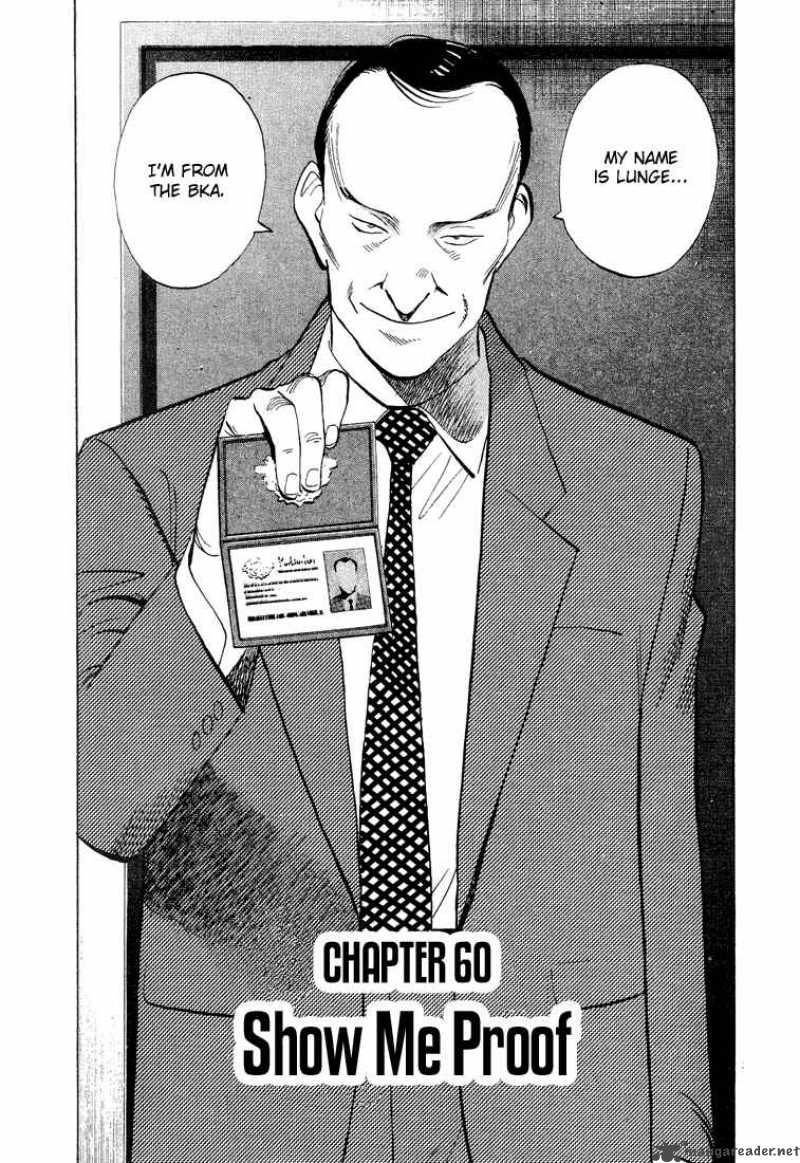 MY NAME
IS LUNGE...
I'M FROM
THE BKA.
CHAPTER 60
Show Me Proof
mangareader.net